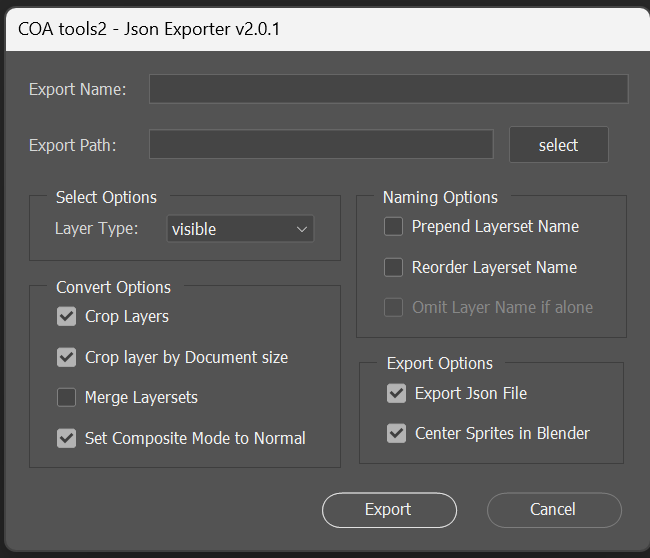 COA tools2 - Json Exporter v2.0.1
Export Name:
Export Path:
select
Select Options
Layer Type:
visible
Convert Options
Crop Layers
Crop layer by Document size
Merge Layersets
Set Composite Mode to Normal
Naming Options
Prepend Layerset Name
Reorder Layerset Name
Omit Layer Name if alone
Export Options
Export Json File
Center Sprites in Blender
Export
Cancel